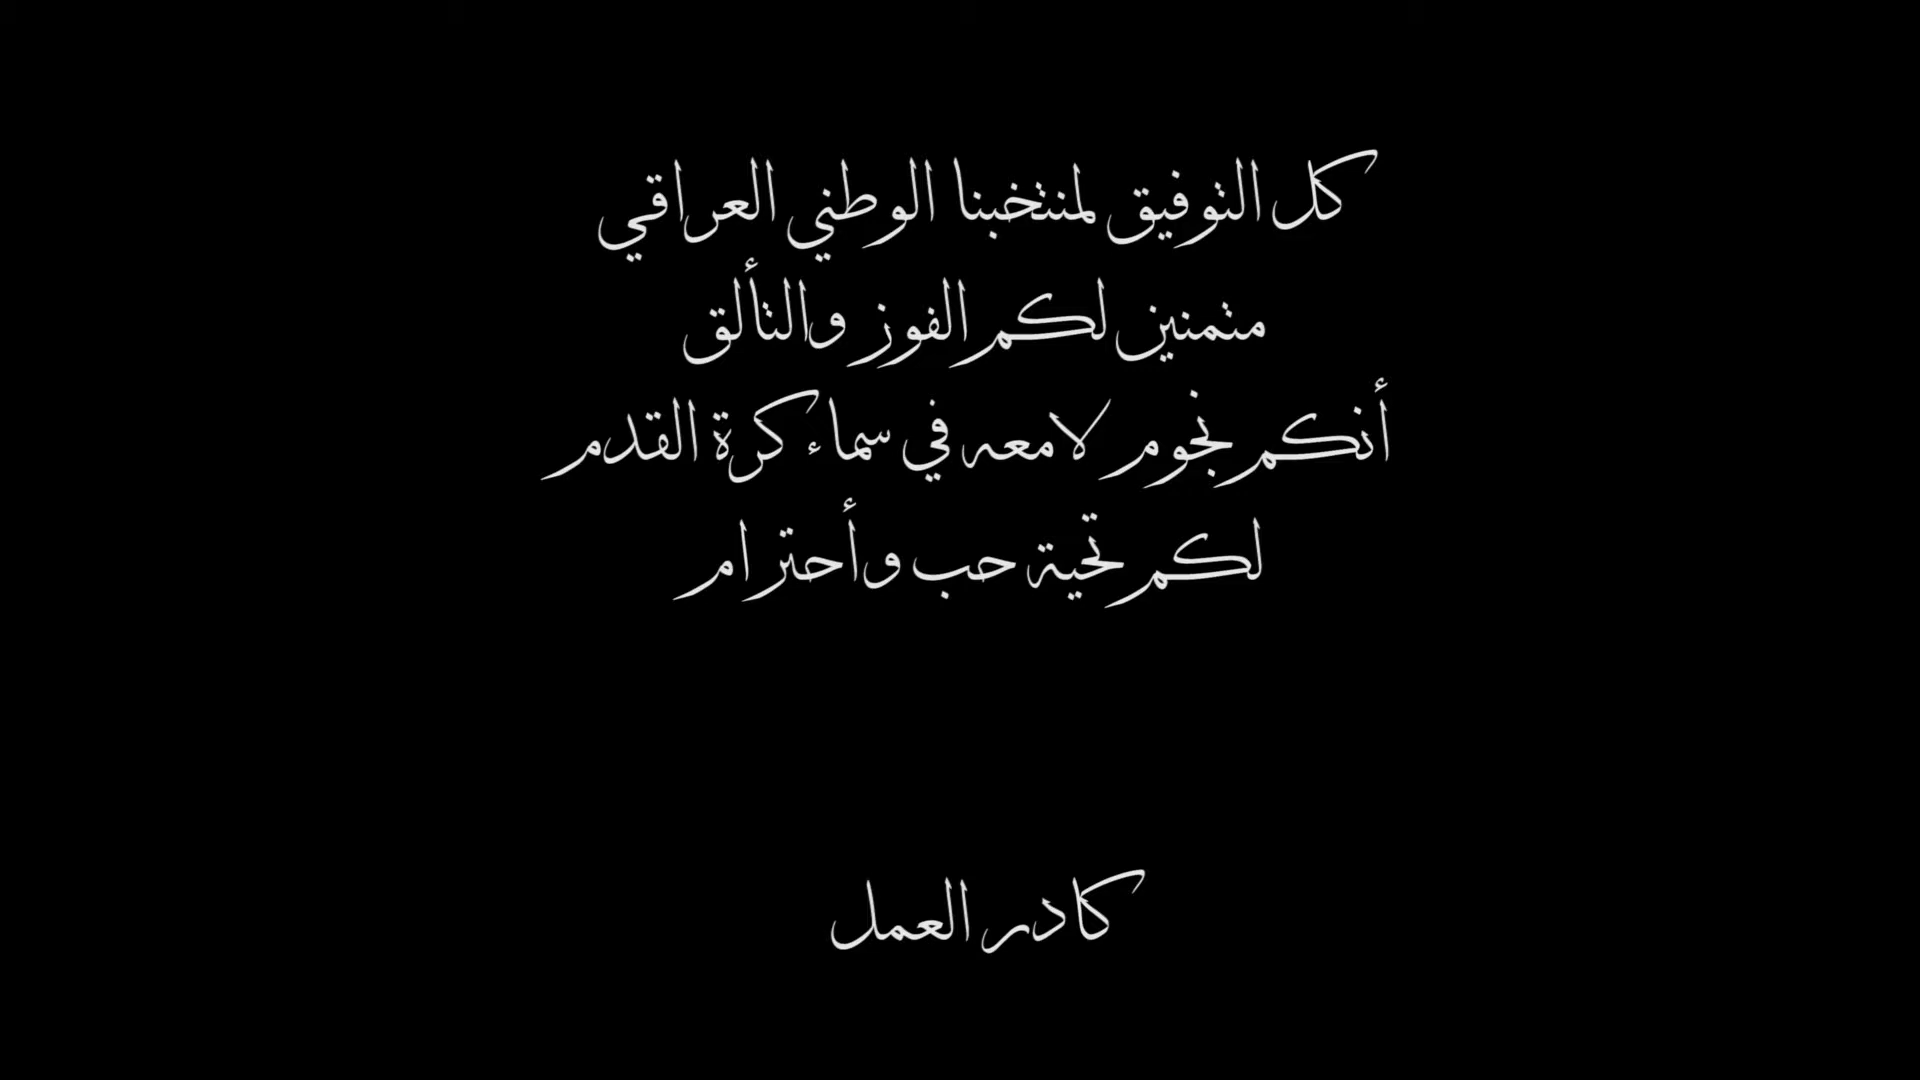 كل التوفيق لمنتخبنا الوطني العراقي
متمنين لكم الفوز والتألق
أنكم نجوم لامعه في سماء كرة القدم
لكم تحية حب وأحترام
كادر العمل